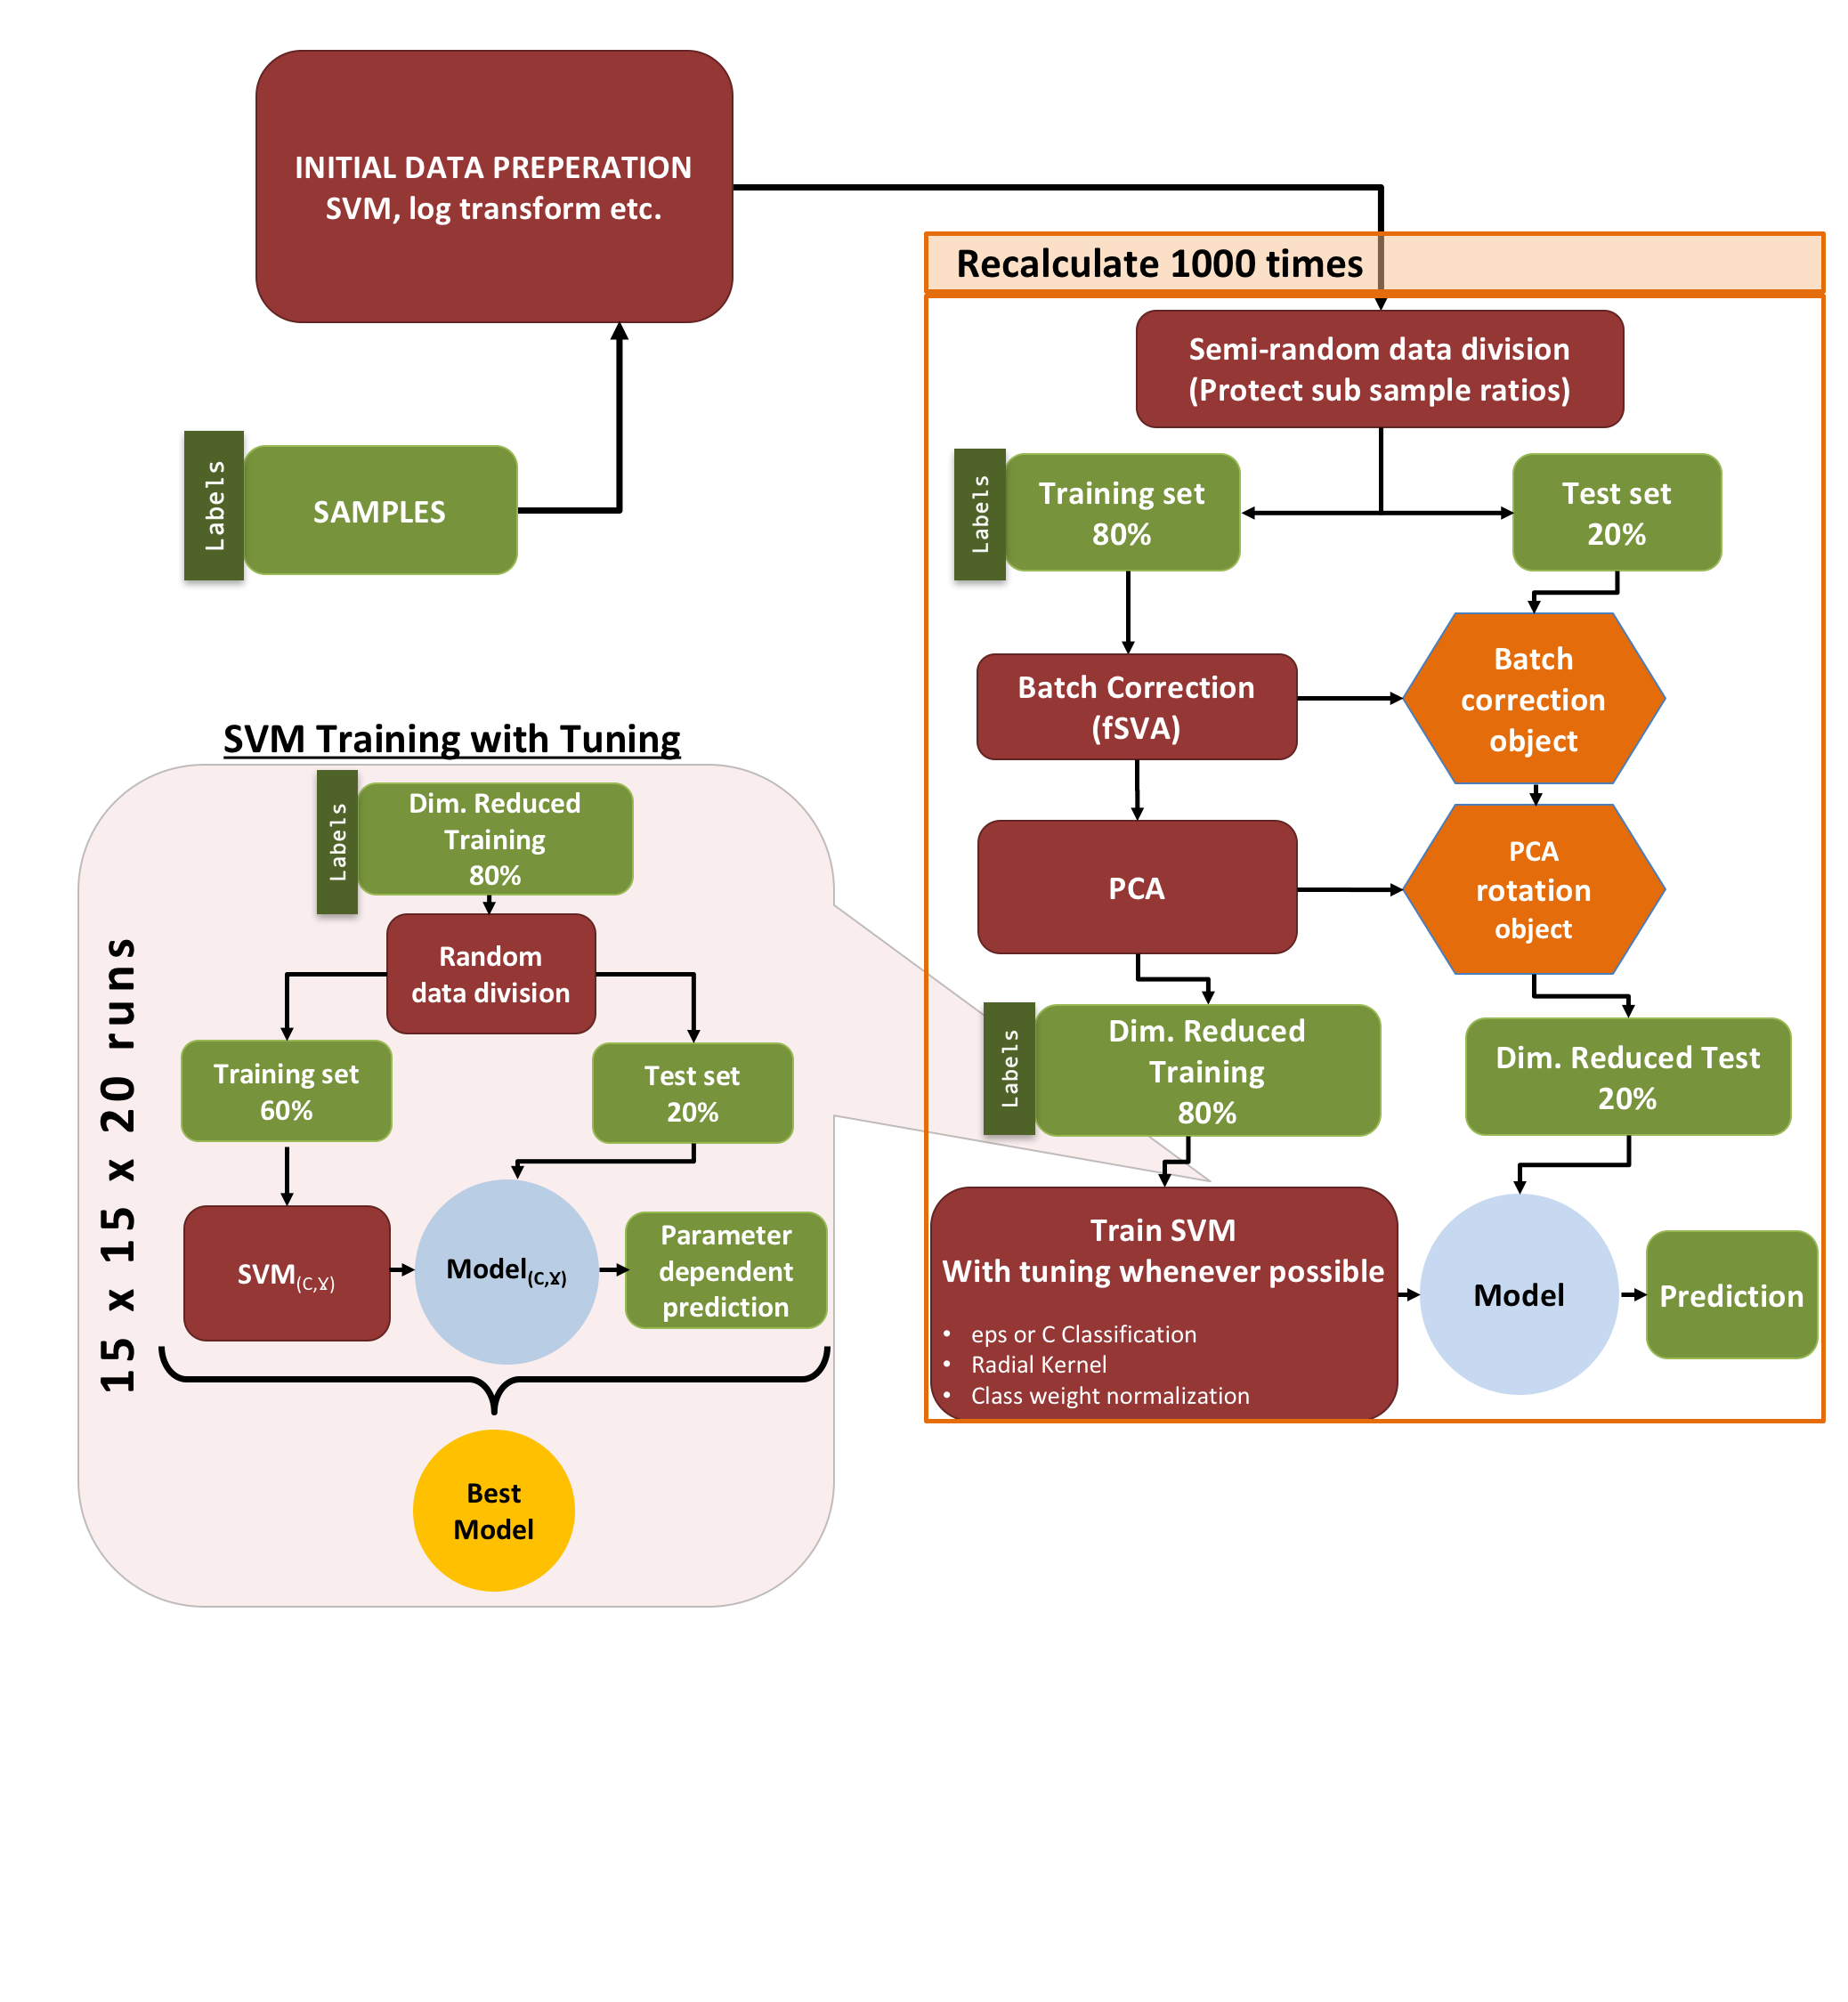 INITIAL DATA PREPERATION
SVM, log transform etc.
Labels
SAMPLES
Recalculate 1000 times
Semi-random data division
(Protect sub sample ratios)
Labels
Training set
80%
Test set
20%
Batch Correction
(fSVA)
Batch
correction
object
PCA
PCA
rotation
object
Labels
Dim. Reduced
Training
80%
Dim. Reduced Test
20%
Train SVM
With tuning whenever possible
• eps or C Classification
• Radial Kernel
• Class weight normalization
Model
Prediction
SVM Training with Tuning
15 x 15 x 20 runs
Labels
Dim. Reduced
Training
80%
Random
data division
Training set
60%
Test set
20%
SVM(C,Ɣ)
Model(C,Ɣ)
Parameter
dependent
prediction
Best
Model